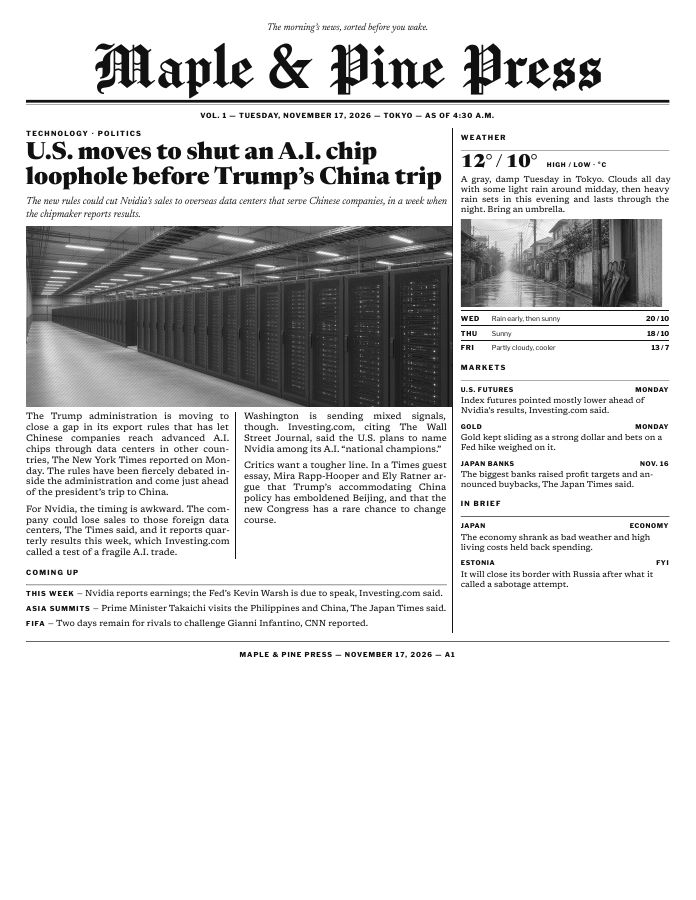 The morning's news, sorted before you wake.
Maple & Pine Press
VOL. 1 — TUESDAY, NOVEMBER 17, 2026 — TOKYO — AS OF 4:30 A.M.
TECHNOLOGY · POLITICS
U.S. moves to shut an A.I. chip
loophole before Trump's China trip
The new rules could cut Nvidia's sales to overseas data centers that serve Chinese companies, in a week when
the chipmaker reports results.
The Trump administration is moving to
close a gap in its export rules that has let
Chinese companies reach advanced A.I.
chips through data centers in other coun-
tries, The New York Times reported on Mon-
day. The rules have been fiercely debated in-
side the administration and come just ahead
of the president's trip to China.
For Nvidia, the timing is awkward. The com-
pany could lose sales to those foreign data
centers, The Times said, and it reports quar-
terly results this week, which Investing.com
called a test of a fragile A.I. trade.
Washington is sending mixed signals,
though. Investing.com, citing The Wall
Street Journal, said the U.S. plans to name
Nvidia among its A.I. “national champions.”
Critics want a tougher line. In a Times guest
essay, Mira Rapp-Hooper and Ely Ratner ar-
gue that Trump's accommodating China
policy has emboldened Beijing, and that the
new Congress has a rare chance to change
course.
COMING UP
THIS WEEK – Nvidia reports earnings; the Fed's Kevin Warsh is due to speak, Investing.com said.
ASIA SUMMITS – Prime Minister Takaichi visits the Philippines and China, The Japan Times said.
FIFA – Two days remain for rivals to challenge Gianni Infantino, CNN reported.
WEATHER
12° / 10° HIGH / LOW · °C
A gray, damp Tuesday in Tokyo. Clouds all day
with some light rain around midday, then heavy
rain sets in this evening and lasts through the
night. Bring an umbrella.
WED Rain early, then sunny 20 / 10
THU Sunny 18 / 10
FRI Partly cloudy, cooler 13 / 7
MARKETS
U.S. FUTURES MONDAY
Index futures pointed mostly lower ahead of
Nvidia's results, Investing.com said.
GOLD MONDAY
Gold kept sliding as a strong dollar and bets on a
Fed hike weighed on it.
JAPAN BANKS NOV. 16
The biggest banks raised profit targets and an-
nounced buybacks, The Japan Times said.
IN BRIEF
JAPAN ECONOMY
The economy shrank as bad weather and high
living costs held back spending.
ESTONIA FYI
It will close its border with Russia after what it
called a sabotage attempt.
MAPLE & PINE PRESS — NOVEMBER 17, 2026 — A1